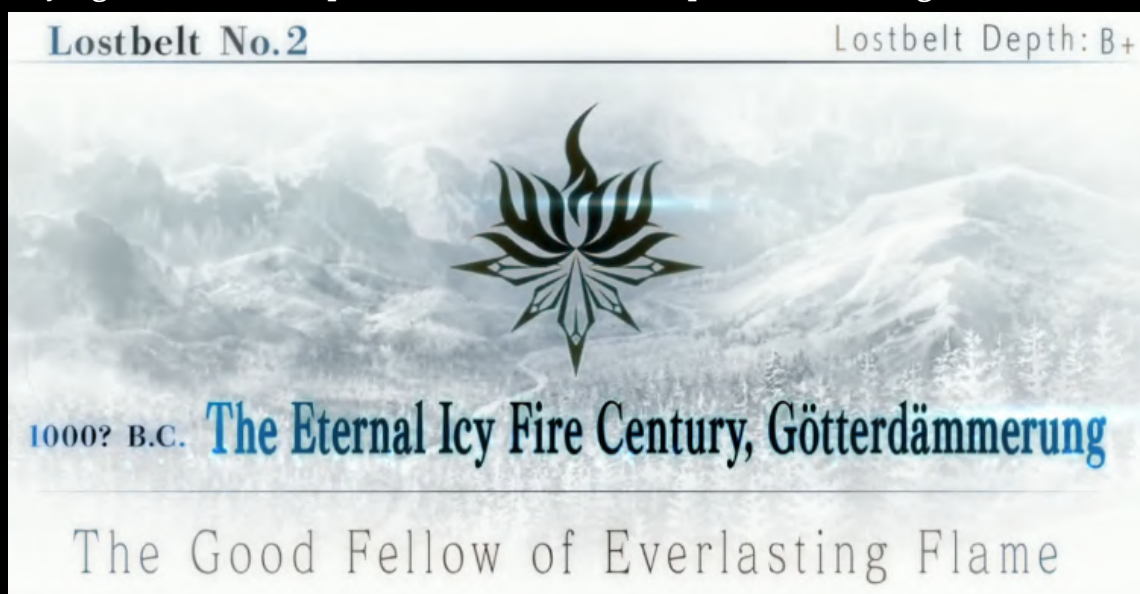 Lostbelt No.2
Lostbelt Depth: B+
1000? B.C. The Eternal Icy Fire Century, Götterdämmerung
The Good Fellow of Everlasting Flame